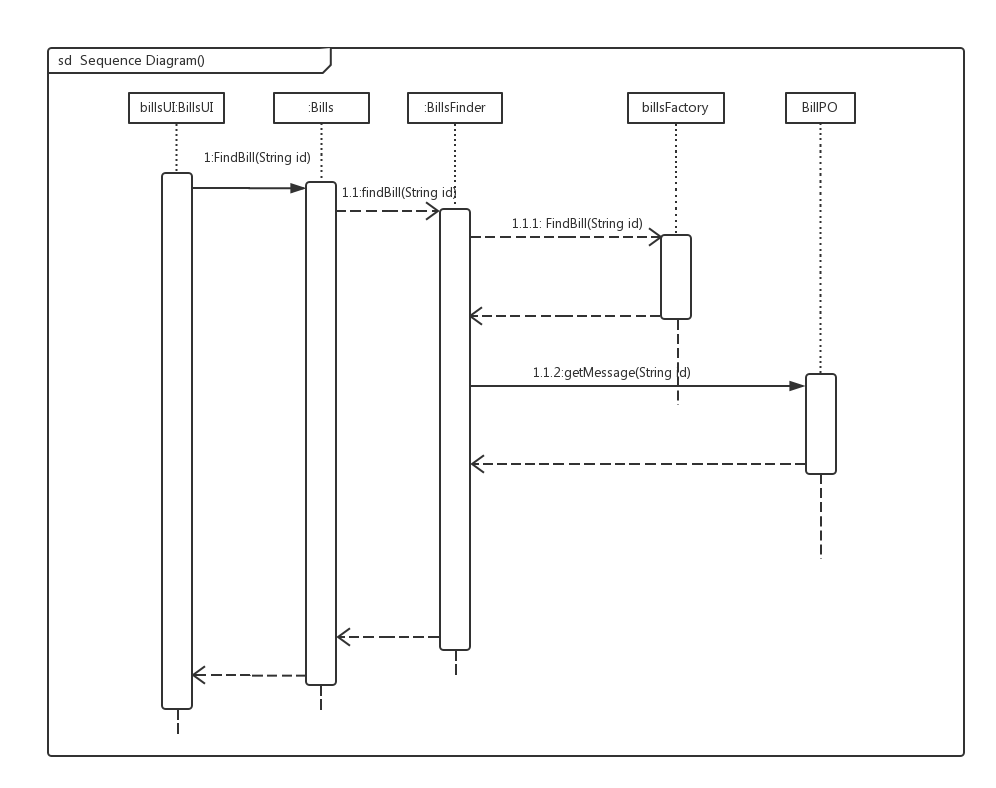 sd  Sequence Diagram()
billsUI:BillsUI
:Bills
:BillsFinder
billsFactory
BillPO
1:FindBill(String id)
1.1:findBill(String id)
1.1.1: FindBill(String id)
1.1.2:getMessage(String id)